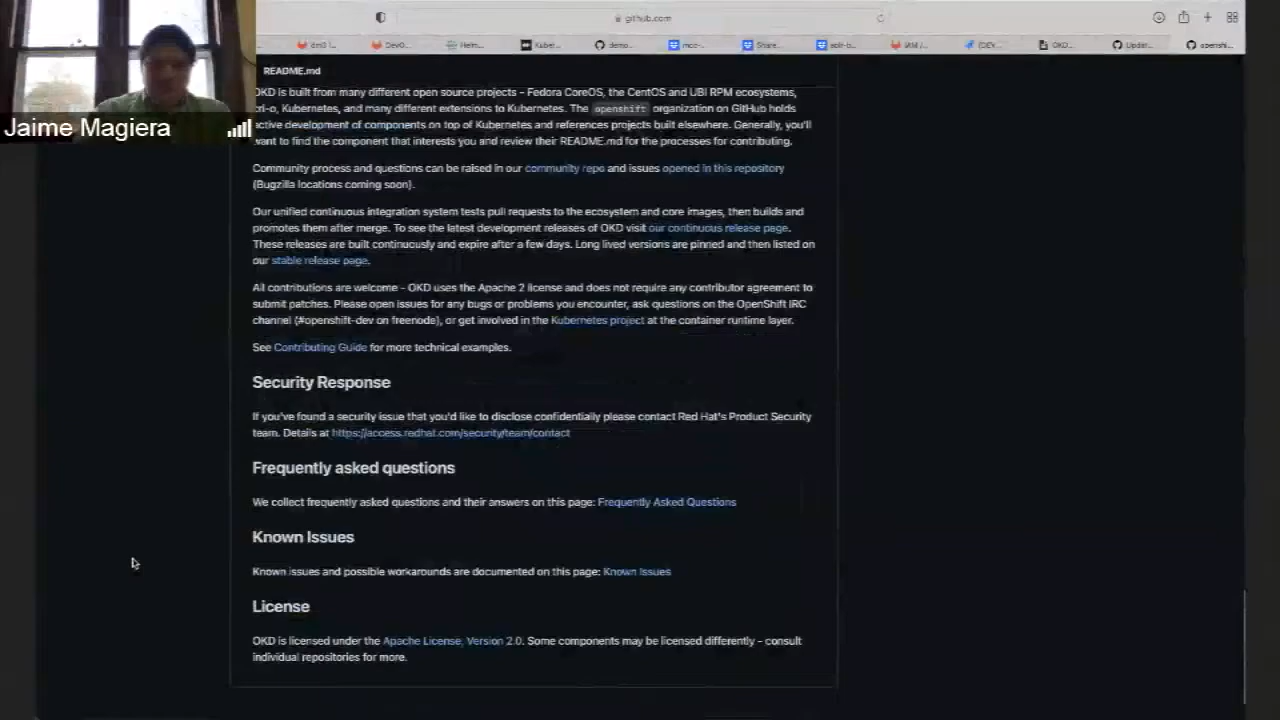 github.com
Helm...
Kuber...
demo...
Share...
OKD...
Updat...
openshi...
Jaime Magiera
README.md
OKD is built from many different open source projects - Fedora CoreOS, the CentOS and UBI RPM ecosystems,
cri-o, Kubernetes, and many different extensions to Kubernetes. The openshift organization on GitHub holds
active development of components on top of Kubernetes and references projects built elsewhere. Generally, you'll
want to find the component that interests you and review their README.md for the processes for contributing.
Community process and questions can be raised in our community repo and issues opened in this repository
(Bugzilla locations coming soon).
Our unified continuous integration system tests pull requests to the ecosystem and core images, then builds and
promotes them after merge. To see the latest development releases of OKD visit our continuous release page.
These releases are built continuously and expire after a few days. Long lived versions are pinned and then listed on
our stable release page.
All contributions are welcome - OKD uses the Apache 2 license and does not require any contributor agreement to
submit patches. Please open issues for any bugs or problems you encounter, ask questions on the OpenShift IRC
channel (#openshift-dev on freenode), or get involved in the Kubernetes project at the container runtime layer.
See Contributing Guide for more technical examples.
Security Response
If you've found a security issue that you'd like to disclose confidentially please contact Red Hat's Product Security
team. Details at https://access.redhat.com/security/team/contact
Frequently asked questions
We collect frequently asked questions and their answers on this page: Frequently Asked Questions
Known Issues
Known issues and possible workarounds are documented on this page: Known Issues
License
OKD is licensed under the Apache License, Version 2.0. Some components may be licensed differently - consult
individual repositories for more.